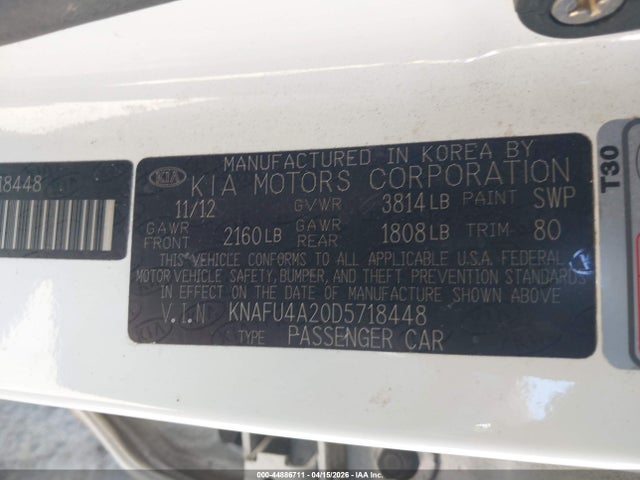 18448
MANUFACTURED IN KOREA BY
KIA
KIA MOTORS CORPORATION
11/12 GVWR 3814 LB PAINT SWP
GAWR FRONT 2160 LB GAWR REAR 1808 LB TRIM 80
THIS VEHICLE CONFORMS TO ALL APPLICABLE U.S.A. FEDERAL
MOTOR VEHICLE SAFETY, BUMPER, AND THEFT PREVENTION STANDARDS
IN EFFECT ON THE DATE OF MANUFACTURE SHOWN ABOVE
V.I.N KNAFU4A20D5718448
TYPE PASSENGER CAR
T30
000-44886711 - 04/15/2026 - IAAI.COM